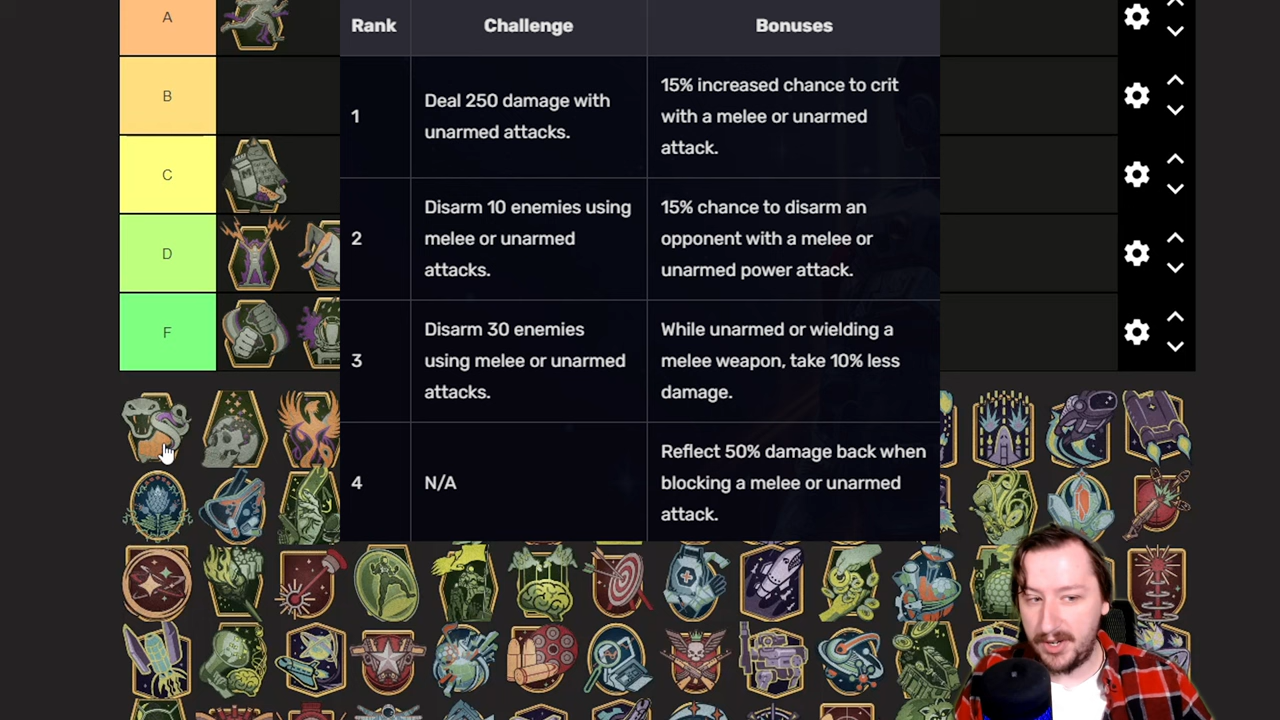 A
B
C
D
F
Rank Challenge Bonuses
1
Deal 250 damage with
unarmed attacks.
15% increased chance to crit
with a melee or unarmed
attack.
2
Disarm 10 enemies using
melee or unarmed
attacks.
15% chance to disarm an
opponent with a melee or
unarmed power attack.
3
Disarm 30 enemies
using melee or unarmed
attacks.
While unarmed or wielding a
melee weapon, take 10% less
damage.
4
N/A
Reflect 50% damage back when
blocking a melee or unarmed
attack.